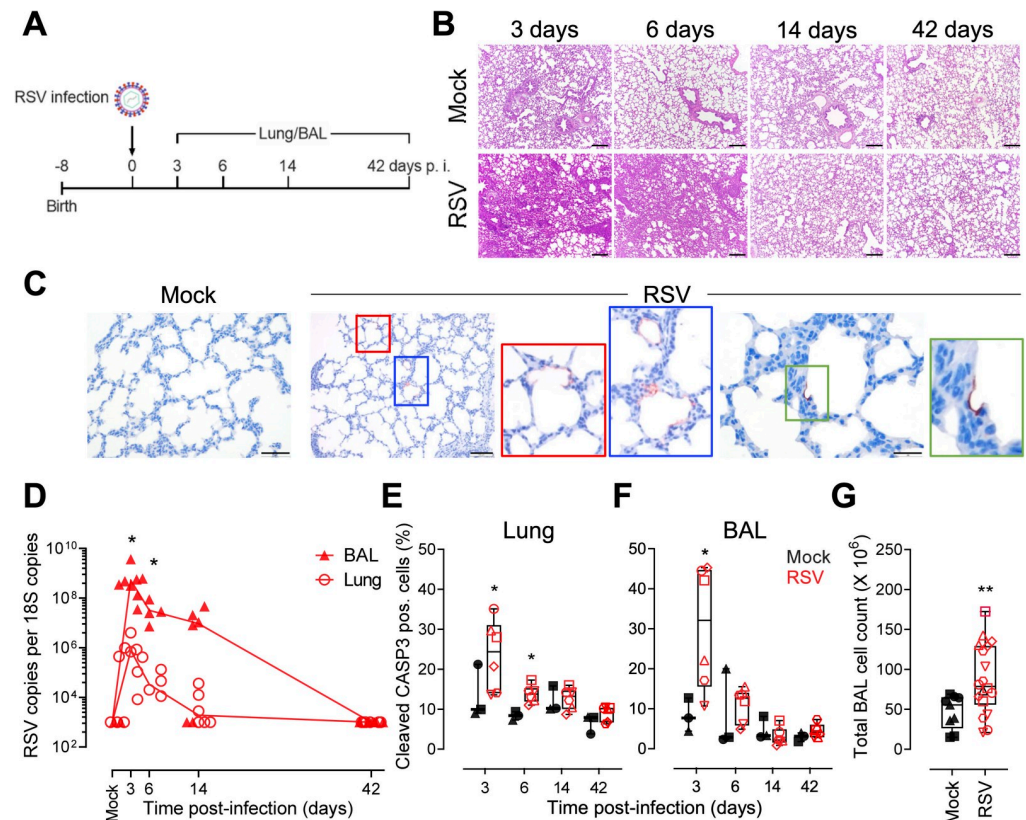 A
RSV infection
Lung/BAL
-8 0 3 6 14 42 days p. i.
Birth
B
3 days 6 days 14 days 42 days
Mock
RSV
C
Mock RSV
D
RSV copies per 18S copies
10^10
10^8
10^6
10^4
10^2
* *
BAL
Lung
Mock 3 6 14 42
Time post-infection (days)
E
Lung
Cleaved CASP3 pos. cells (%)
50
40
30
20
10
0
* *
3 6 14 42
F
BAL
Mock
RSV
50
40
30
20
10
0
*
3 6 14 42
Time post-infection (days)
G
Total BAL cell count (X 10^6)
250
200
150
100
50
0
**
Mock RSV